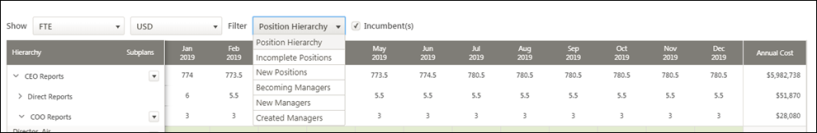 Show FTE USD Filter Position Hierarchy Incumbent(s)
Position Hierarchy
Incomplete Positions
New Positions
Becoming Managers
New Managers
Created Managers
Hierarchy Subplans Jan 2019 Feb 2019 May 2019 Jun 2019 Jul 2019 Aug 2019 Sep 2019 Oct 2019 Nov 2019 Dec 2019 Annual Cost
CEO Reports 774 773.5 773.5 774.5 780.5 780.5 780.5 780.5 780.5 780.5 $5,982,738
Direct Reports 6 5.5 5.5 5.5 5.5 5.5 5.5 5.5 5.5 5.5 $51,870
COO Reports 3 3 3 3 3 3 3 3 3 3 $28,080